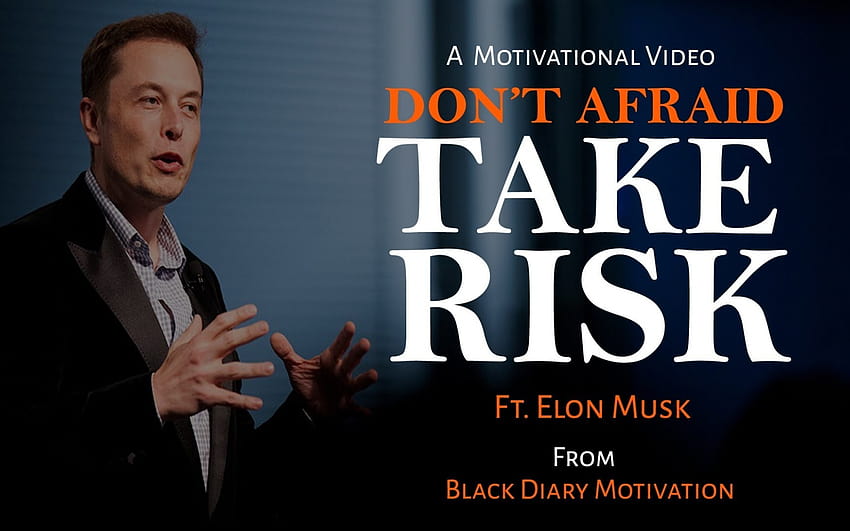 A Motivational Video
DON'T AFRAID
TAKE
RISK
Ft. Elon Musk
From
Black Diary Motivation